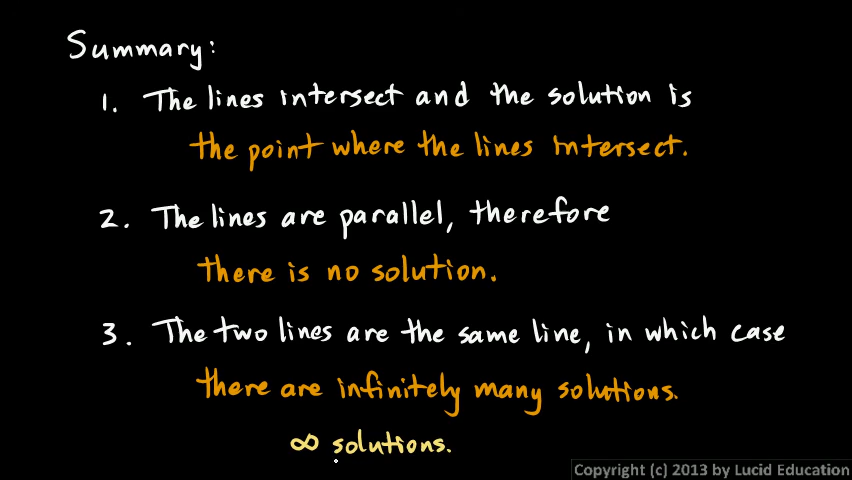 Summary:
1. The lines intersect and the solution is
the point where the lines intersect.
2. The lines are parallel, therefore
there is no solution.
3. The two lines are the same line, in which case
there are infinitely many solutions.
∞ solutions.
Copyright (c) 2013 by Lucid Education